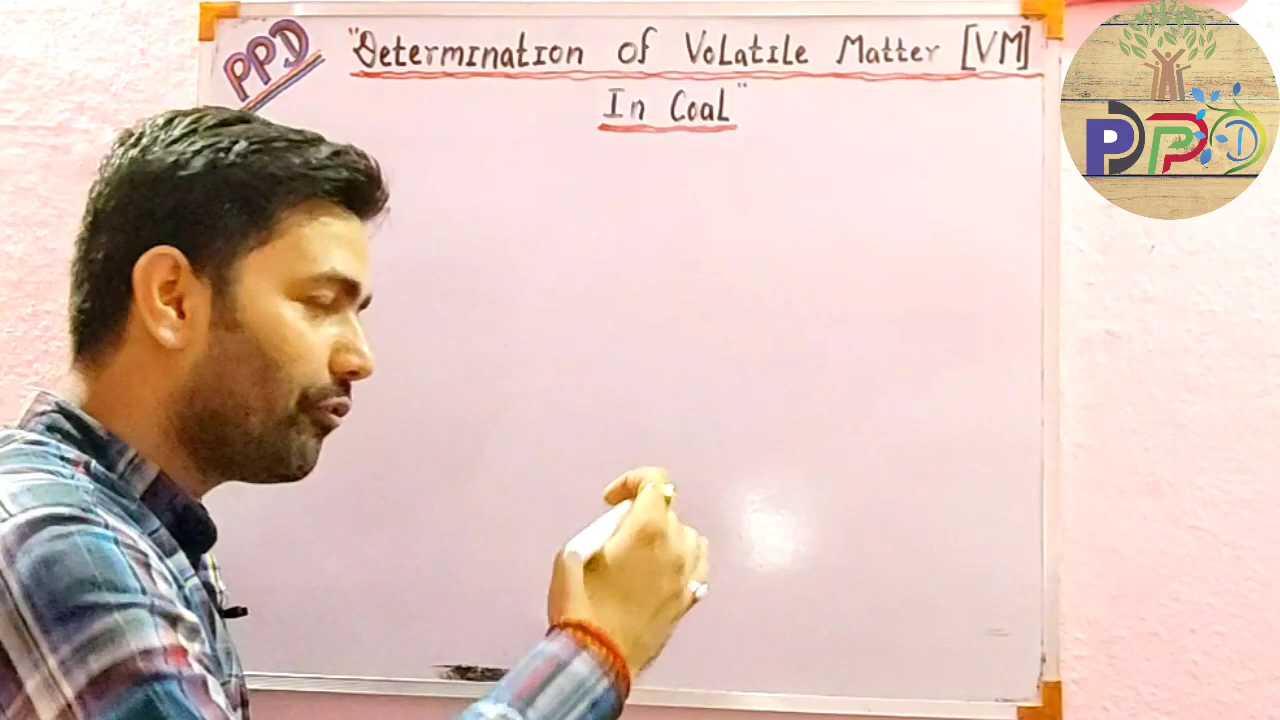 PPD
"Determination of Volatile Matter [VM]
In Coal"
PPD